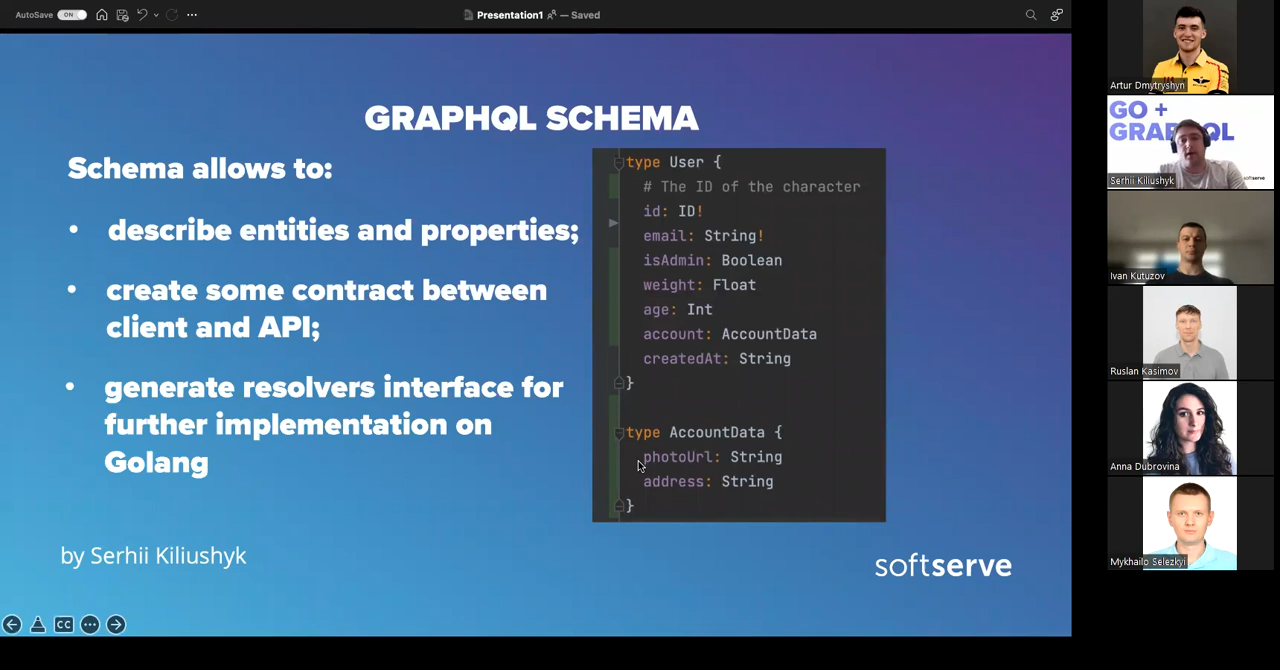 AutoSave ON
Presentation1 — Saved
GRAPHQL SCHEMA
Schema allows to:
• describe entities and properties;
• create some contract between
client and API;
• generate resolvers interface for
further implementation on
Golang
by Serhii Kiliushyk
type User {
# The ID of the character
id: ID!
email: String!
isAdmin: Boolean
weight: Float
age: Int
account: AccountData
createdAt: String
}
type AccountData {
photoUrl: String
address: String
}
softserve
CC
Artur Dmytryshyn
GO +
GRAPHQL
softserve
Serhii Kiliushyk
Ivan Kutuzov
Ruslan Kasimov
Anna Dubrovina
Mykhailo Selezkyi